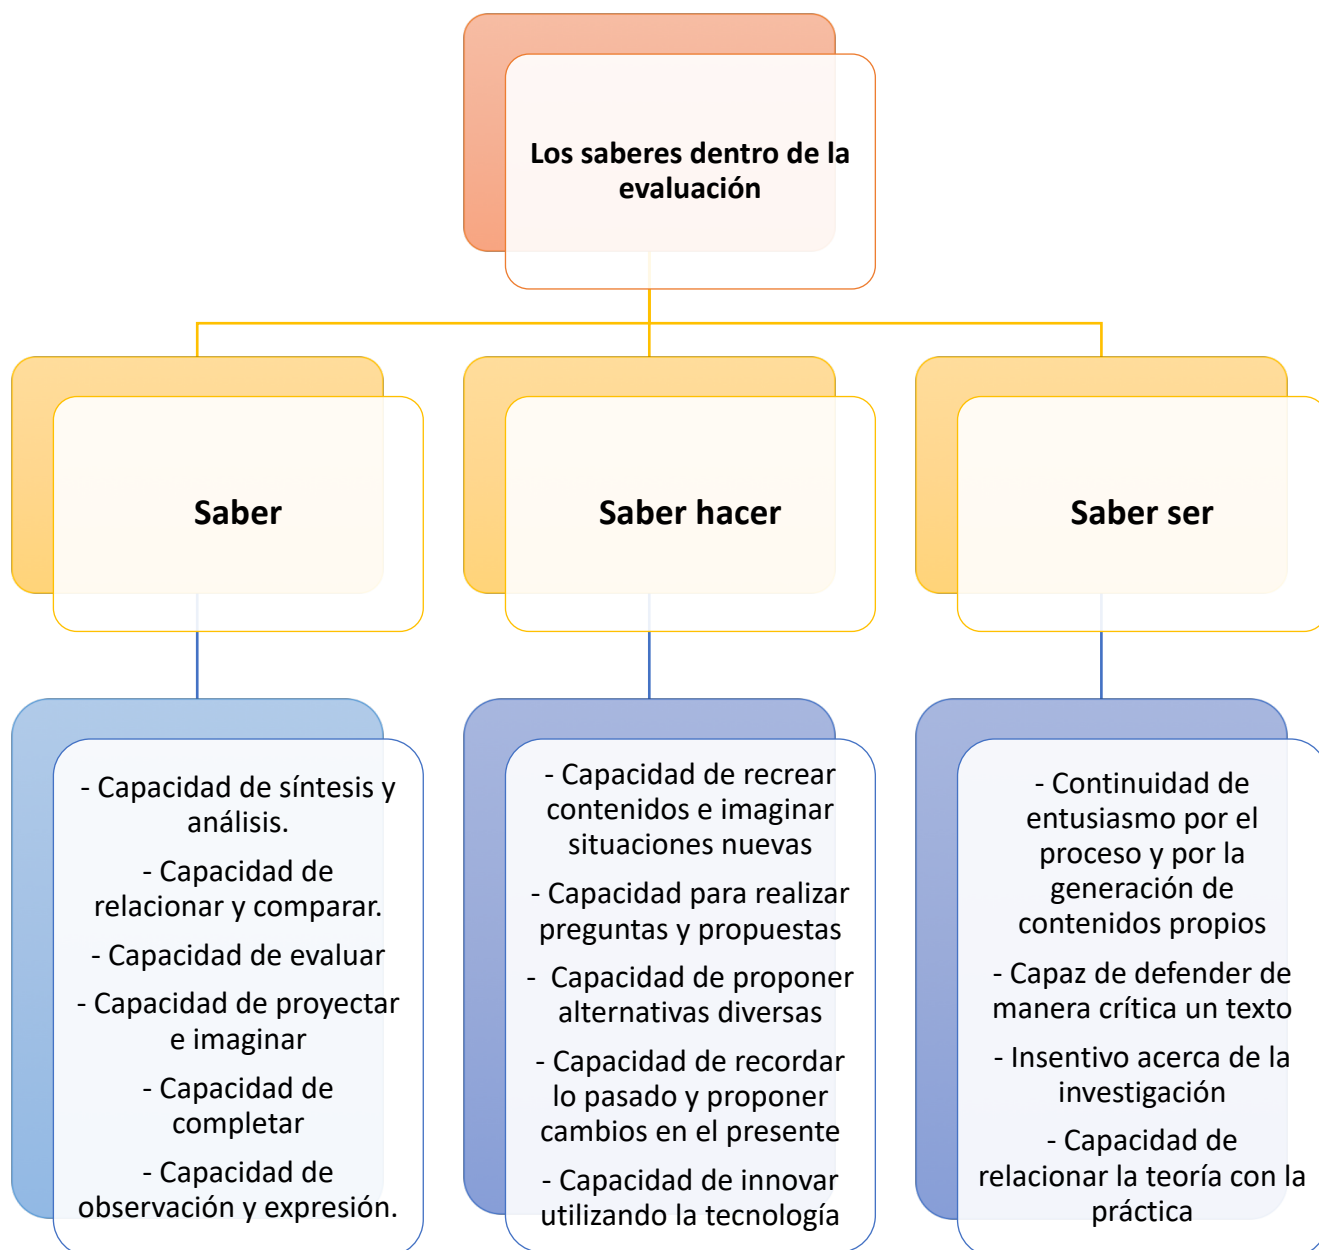 Los saberes dentro de la
evaluación
Saber
Saber hacer
Saber ser
- Capacidad de síntesis y
análisis.
- Capacidad de
relacionar y comparar.
- Capacidad de evaluar
- Capacidad de proyectar
e imaginar
- Capacidad de
completar
- Capacidad de
observación y expresión.
- Capacidad de recrear
contenidos e imaginar
situaciones nuevas
- Capacidad para realizar
preguntas y propuestas
- Capacidad de proponer
alternativas diversas
- Capacidad de recordar
lo pasado y proponer
cambios en el presente
- Capacidad de innovar
utilizando la tecnología
- Continuidad de
entusiasmo por el
proceso y por la
generación de
contenidos propios
- Capaz de defender de
manera crítica un texto
- Insentivo acerca de la
investigación
- Capacidad de
relacionar la teoría con la
práctica